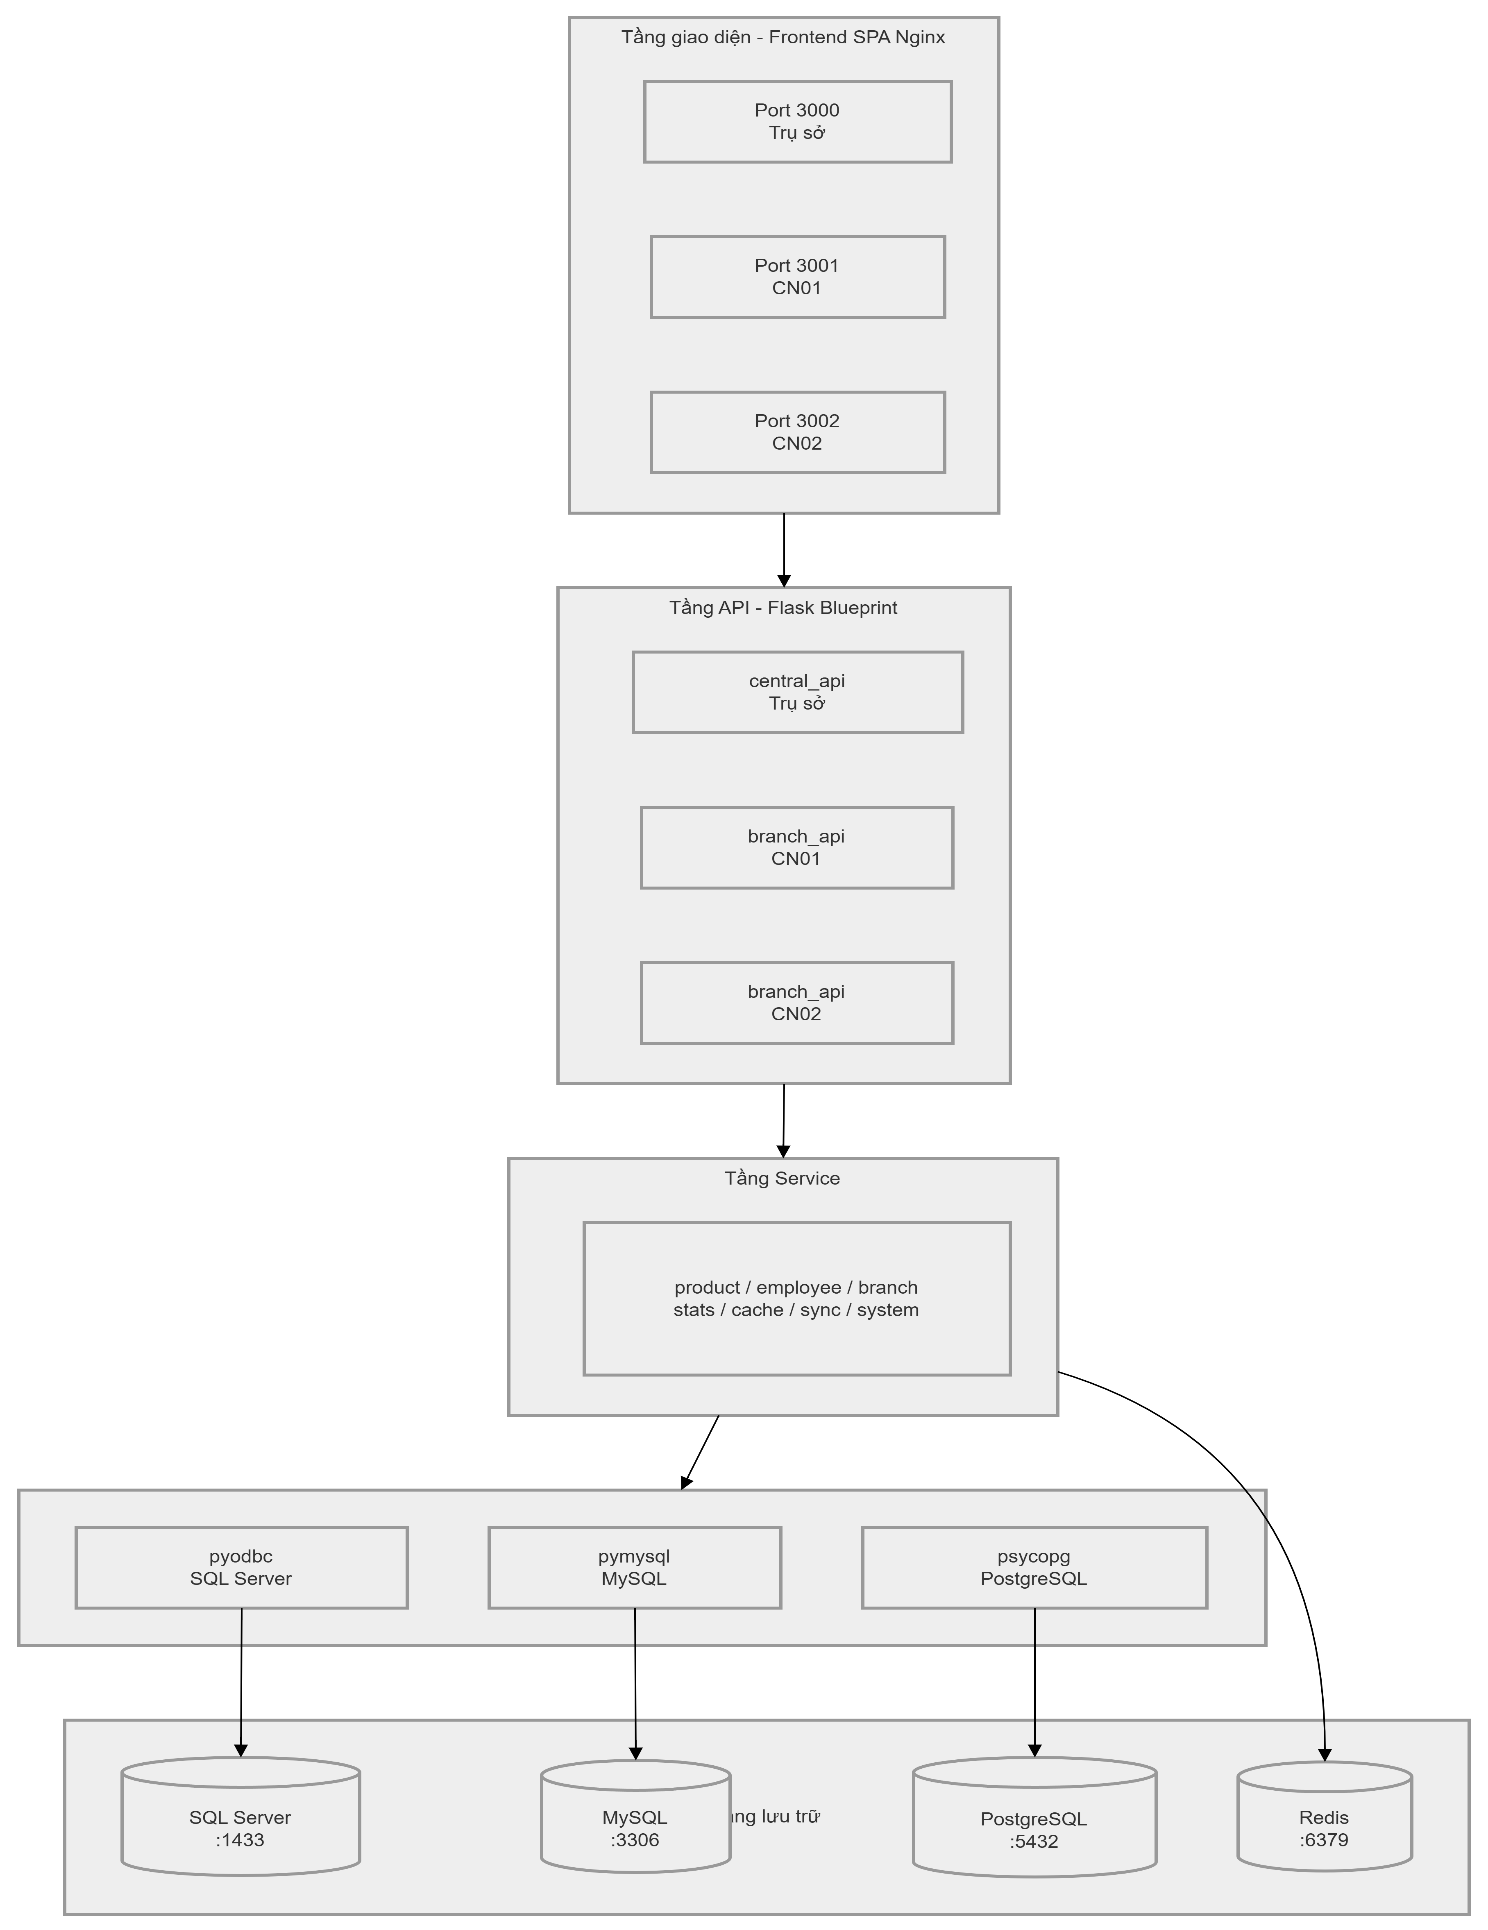 Tầng giao diện - Frontend SPA Nginx
Port 3000
Trụ sở
Port 3001
CN01
Port 3002
CN02
Tầng API - Flask Blueprint
central_api
Trụ sở
branch_api
CN01
branch_api
CN02
Tầng Service
product / employee / branch
stats / cache / sync / system
pyodbc
SQL Server
pymysql
MySQL
psycopg
PostgreSQL
SQL Server
:1433
MySQL
:3306
lưu trữ
PostgreSQL
:5432
Redis
:6379